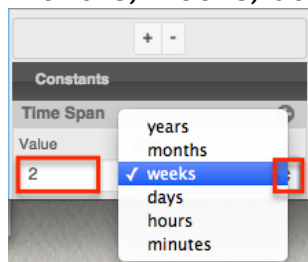 + -
Constants
Time Span
Value
2
years
months
✓ weeks
days
hours
minutes